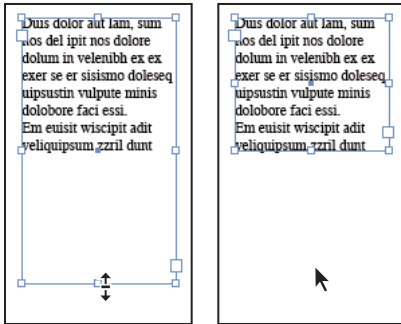 Duis dolor aut lam, sum
nos del ipit nos dolore
dolum in velenibh ex ex
exer se er sisismo doleseq
uipsustin vulpute minis
dolobore faci essi.
Em euisit wiscipit adit
veliquipsum zzril dunt
Duis dolor aut lam, sum
nos del ipit nos dolore
dolum in velenibh ex ex
exer se er sisismo doleseq
uipsustin vulpute minis
dolobore faci essi.
Em euisit wiscipit adit
veliquipsum zzril dunt